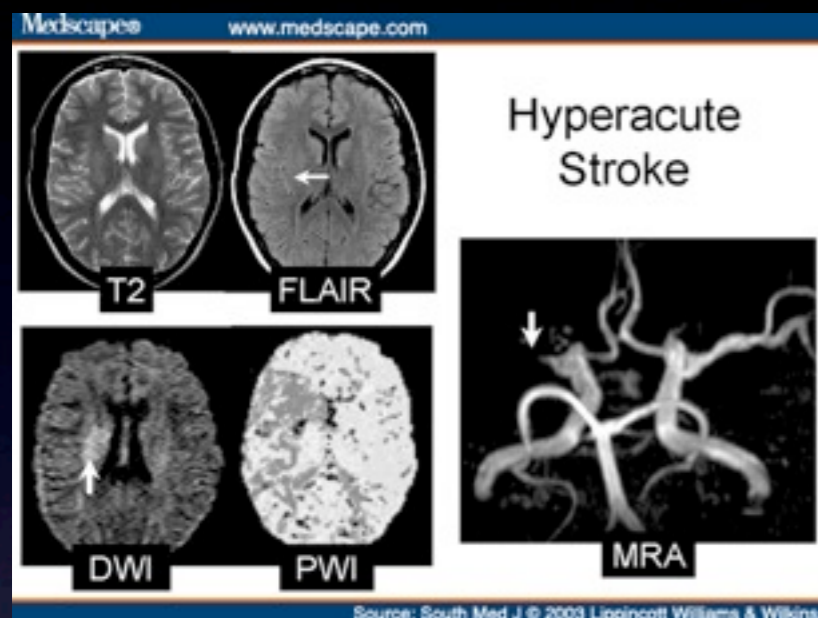 Medscape® www.medscape.com
Hyperacute
Stroke
T2
FLAIR
DWI
PWI
MRA
Source: South Med J © 2003 Lippincott Williams & Wilkins